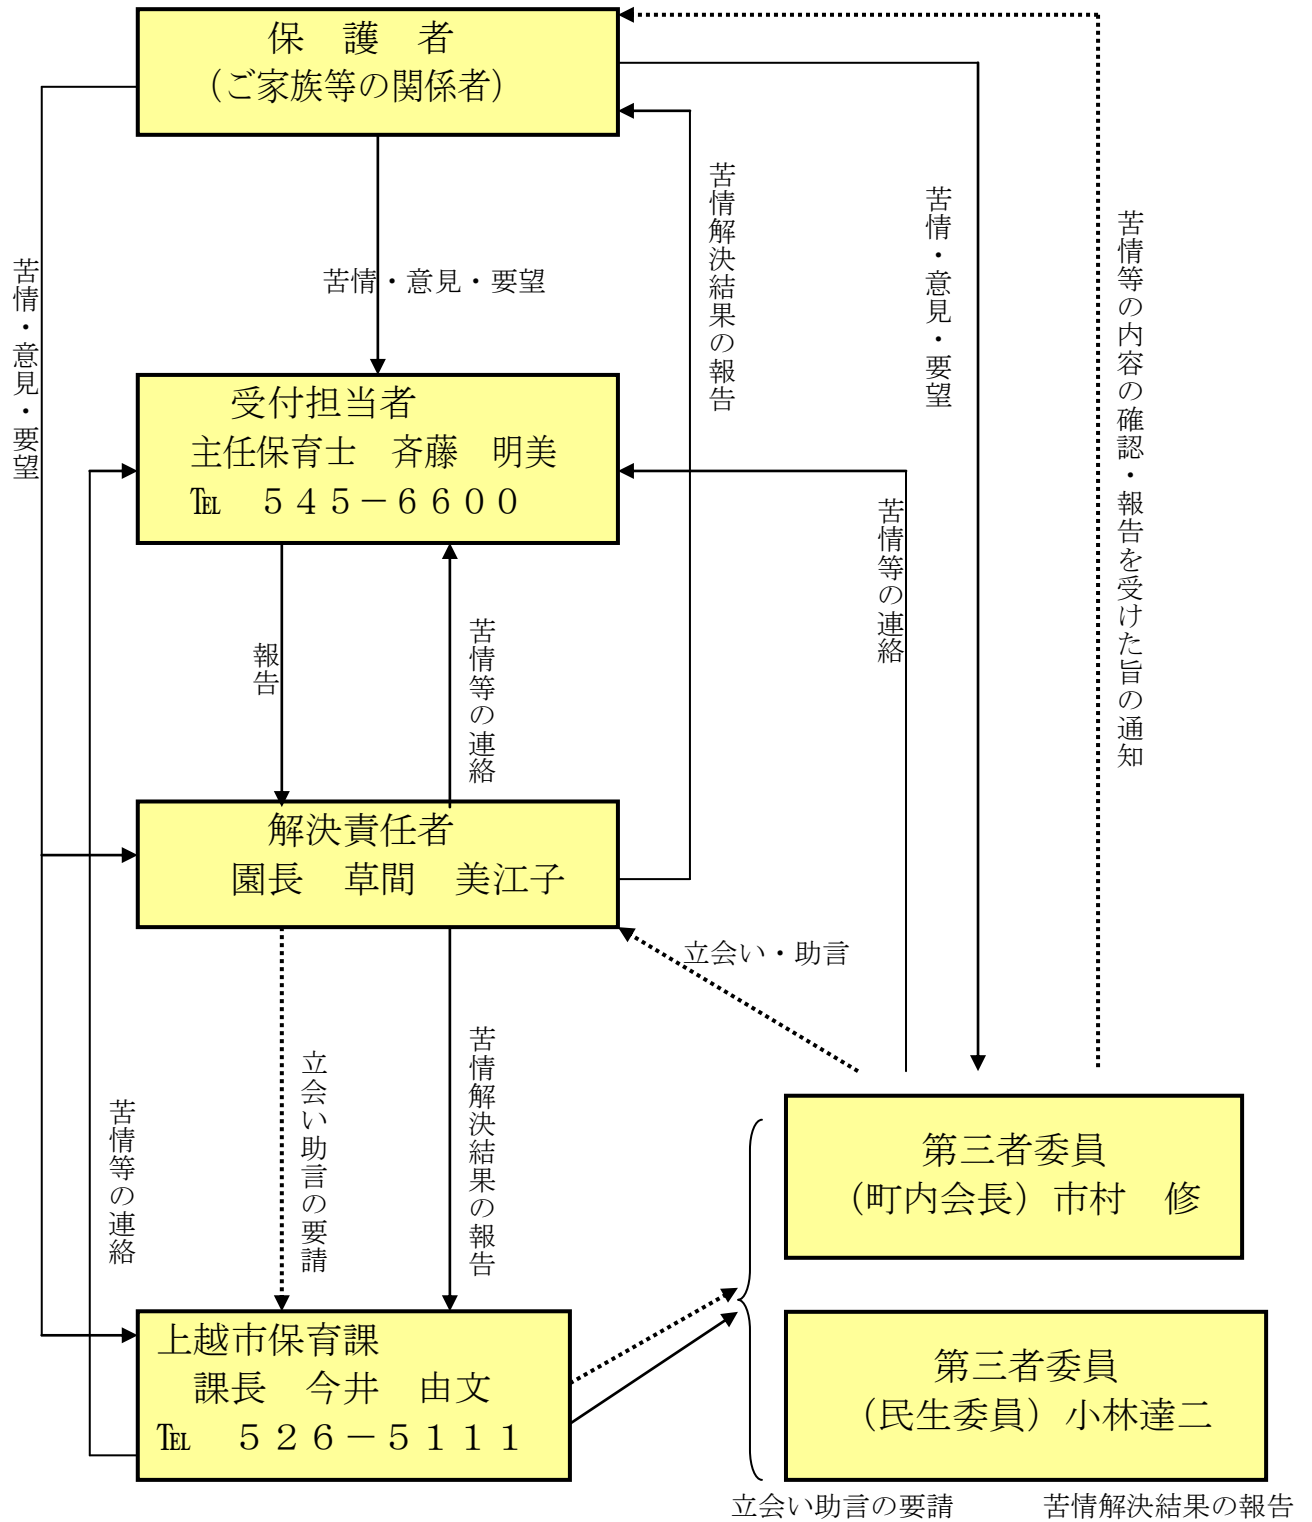 保　護　者
（ご家族等の関係者）
苦情・意見・要望
苦情・意見・要望
苦情解決結果の報告
苦情・意見・要望
苦情等の内容の確認・報告を受けた旨の通知
受付担当者
主任保育士　斉藤　明美
℡　５４５－６６００
苦情等の連絡
報告
苦情等の連絡
解決責任者
園長　草間　美江子
立会い・助言
立会い助言の要請
苦情解決結果の報告
苦情等の連絡
第三者委員
（町内会長）市村　修
上越市保育課
課長　今井　由文
℡　５２６－５１１１
第三者委員
（民生委員）小林達二
立会い助言の要請
苦情解決結果の報告